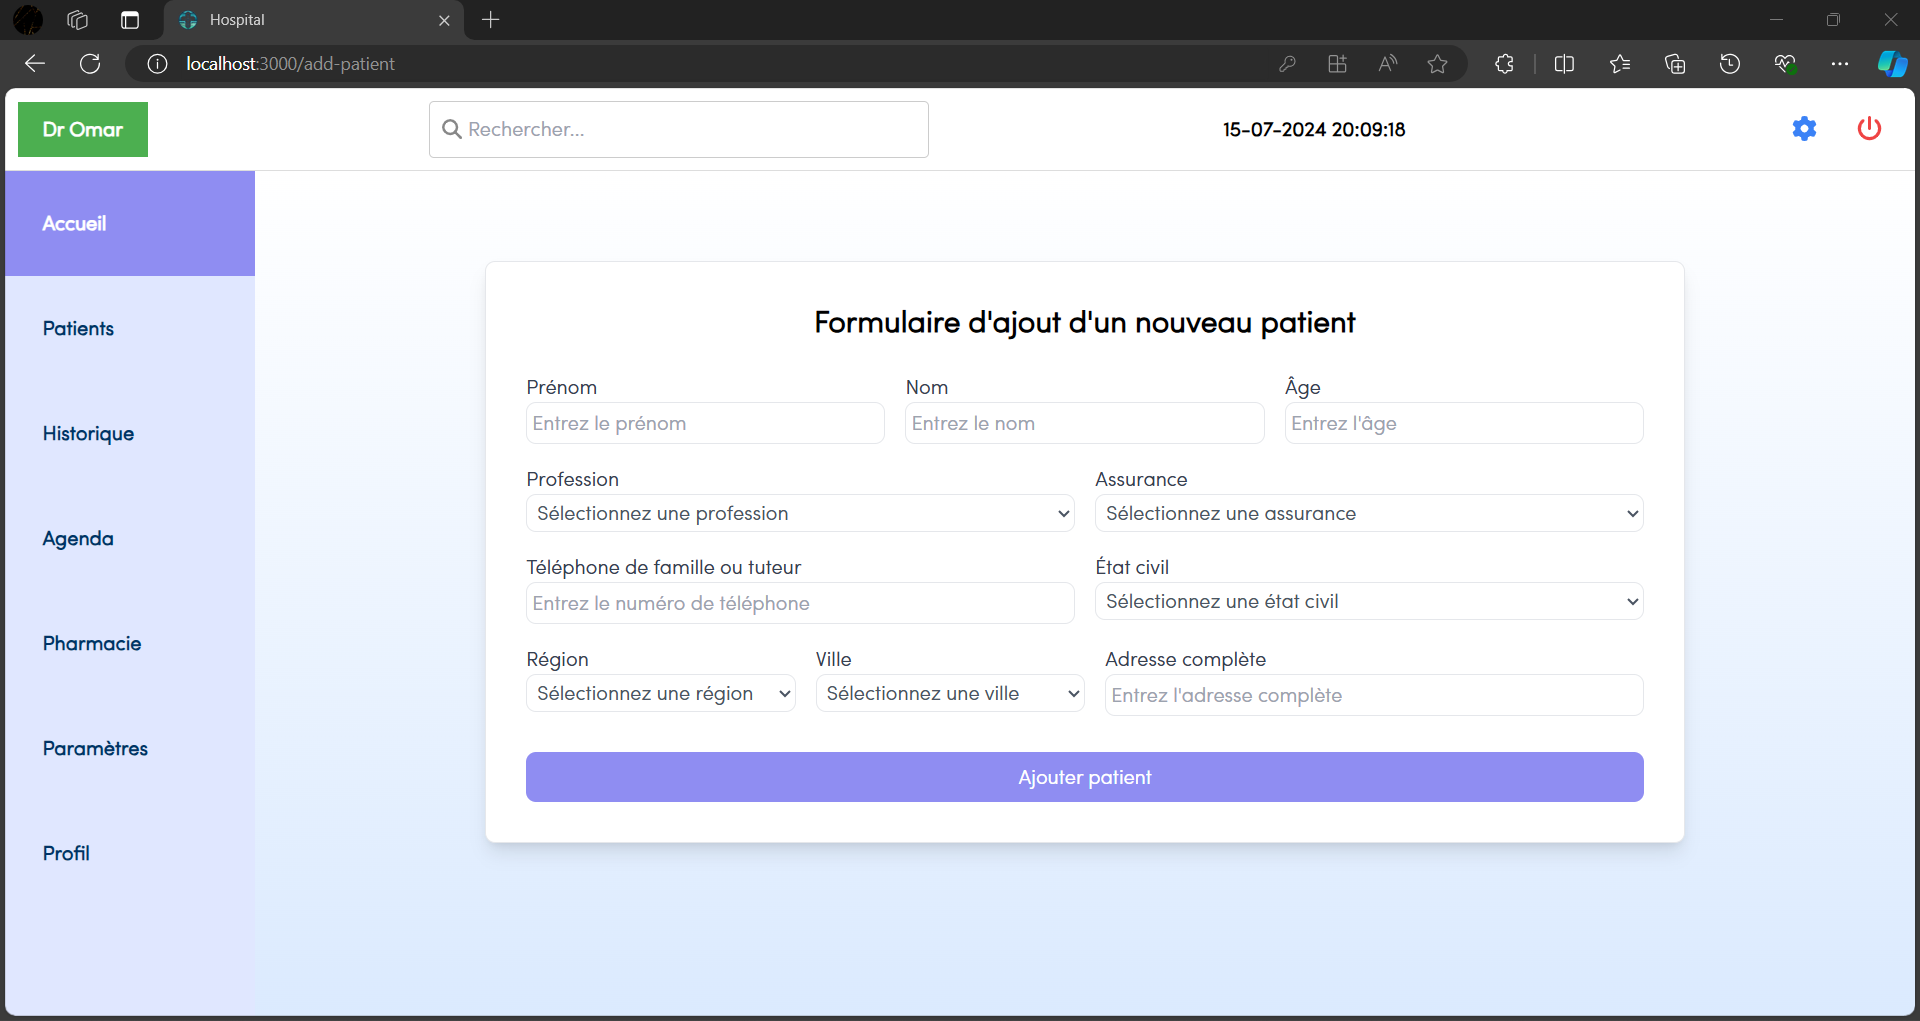 Hospital
localhost:3000/add-patient
Dr Omar
Rechercher...
15-07-2024 20:09:18
Accueil
Patients
Historique
Agenda
Pharmacie
Paramètres
Profil
Formulaire d'ajout d'un nouveau patient
Prénom Nom Âge
Entrez le prénom Entrez le nom Entrez l'âge
Profession Assurance
Sélectionnez une profession Sélectionnez une assurance
Téléphone de famille ou tuteur État civil
Entrez le numéro de téléphone Sélectionnez une état civil
Région Ville Adresse complète
Sélectionnez une région Sélectionnez une ville Entrez l'adresse complète
Ajouter patient